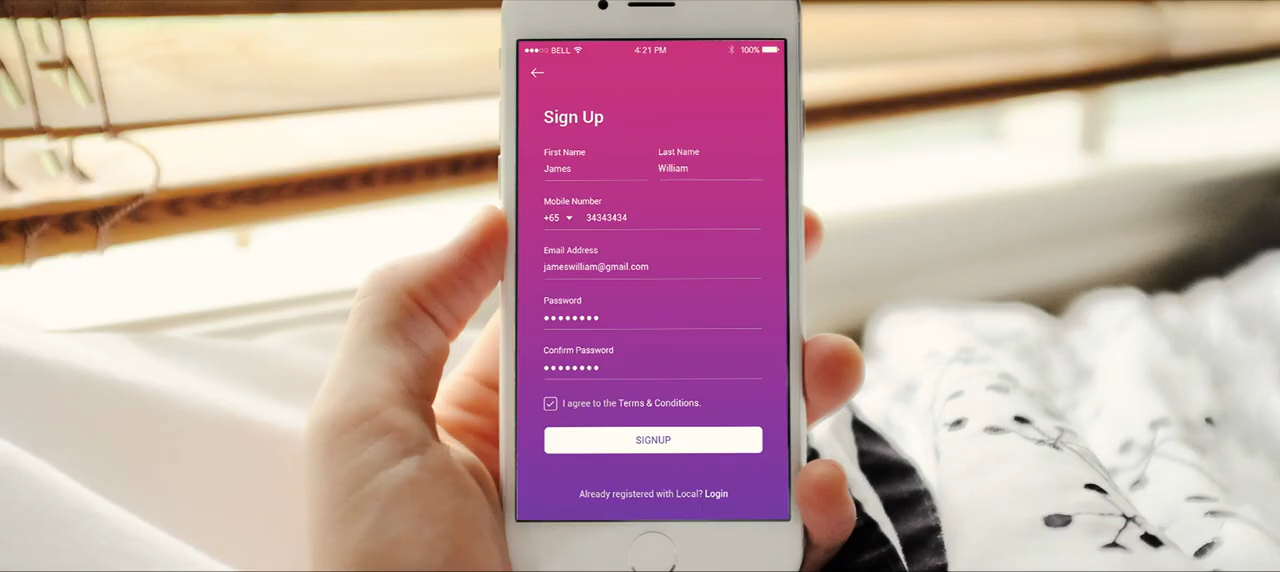 BELL 4:21 PM 100%
Sign Up
First Name Last Name
James William
Mobile Number
+65 34343434
Email Address
jameswilliam@gmail.com
Password
••••••••
Confirm Password
••••••••
I agree to the Terms & Conditions.
SIGNUP
Already registered with Local? Login